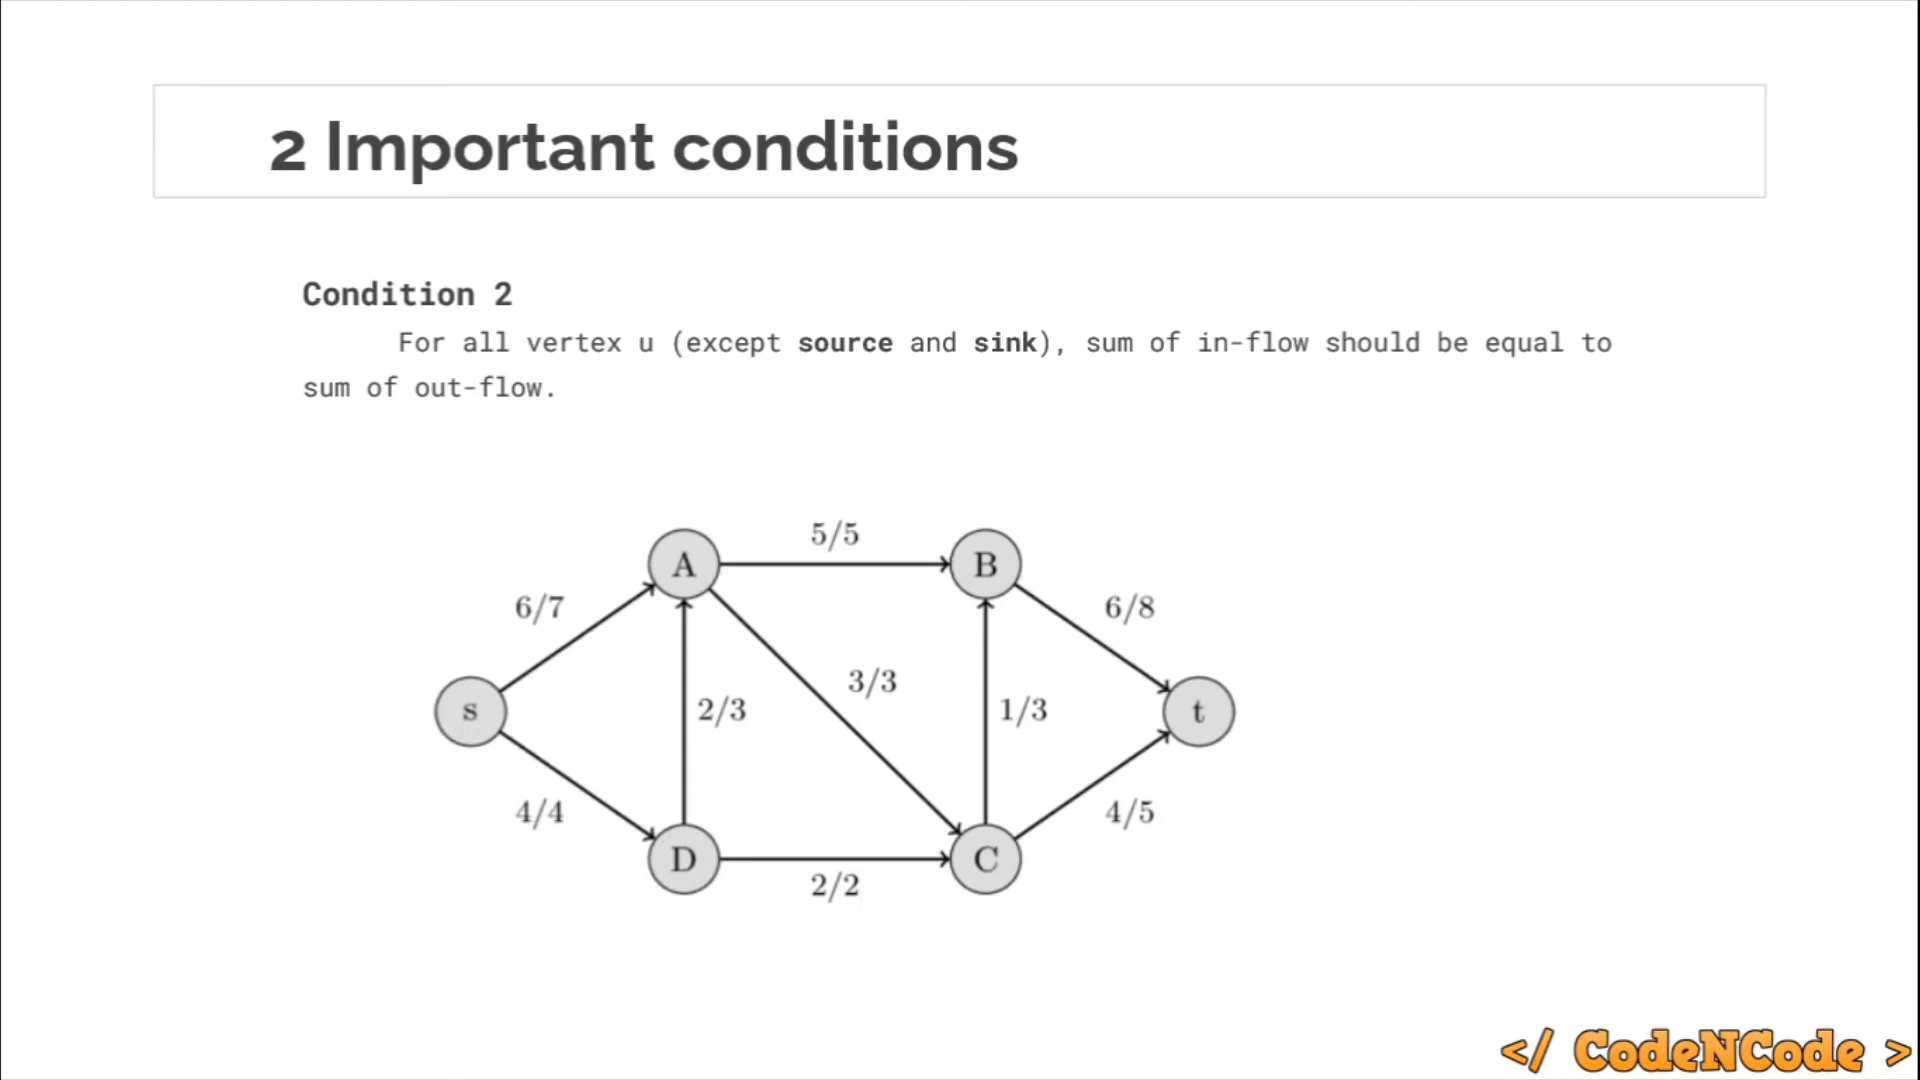 2 Important conditions
Condition 2
For all vertex u (except source and sink), sum of in-flow should be equal to
sum of out-flow.
5/5
A
B
6/7
6/8
3/3
s
2/3
1/3
t
4/4
4/5
D
C
2/2
</ CodeNCode >